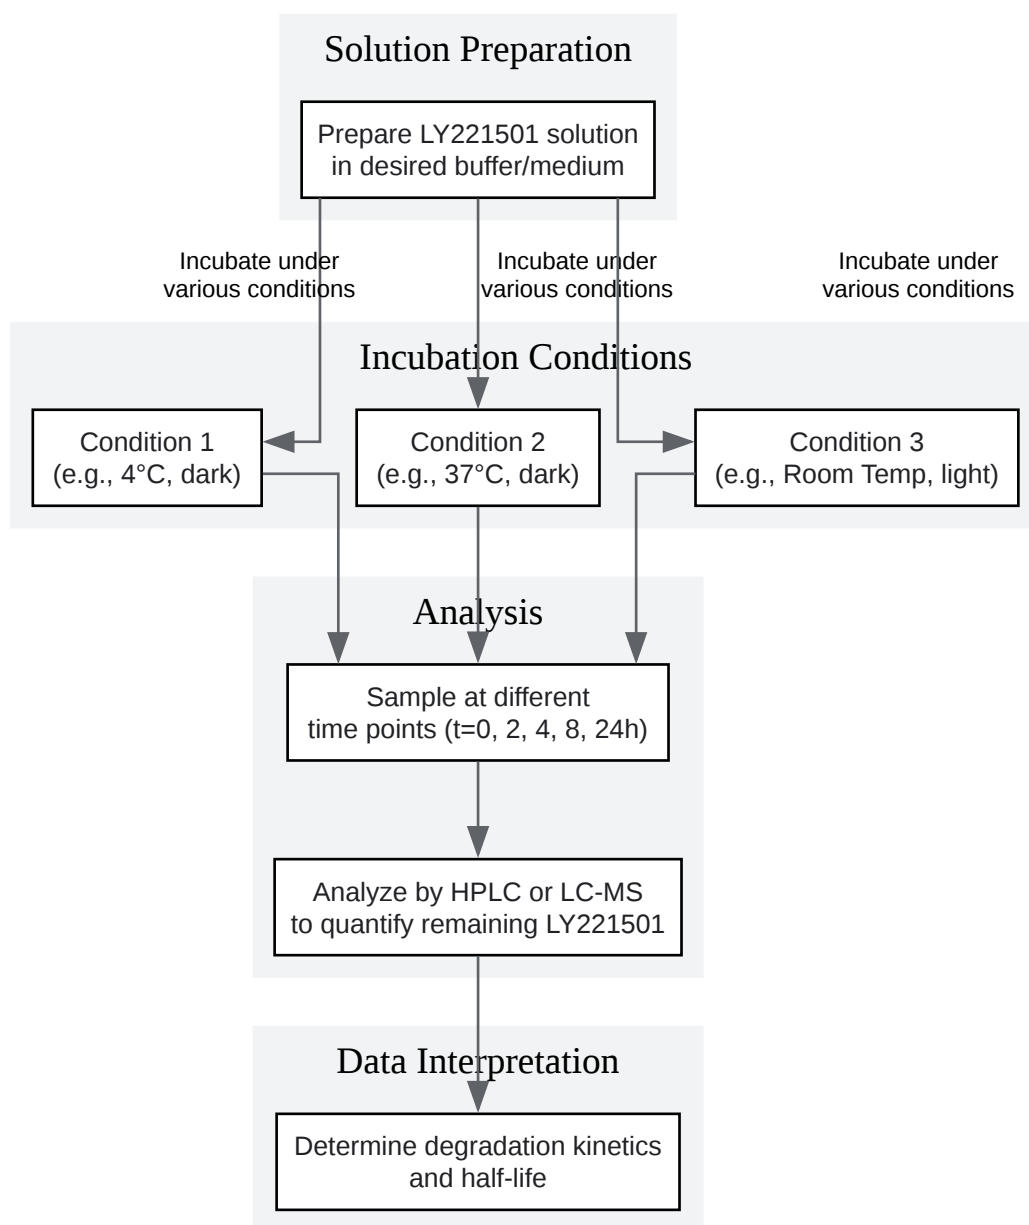 Solution Preparation
Prepare LY221501 solution
in desired buffer/medium
Incubate under
various conditions
Incubate under
various conditions
Incubate under
various conditions
Incubation Conditions
Condition 1
(e.g., 4°C, dark)
Condition 2
(e.g., 37°C, dark)
Condition 3
(e.g., Room Temp, light)
Analysis
Sample at different
time points (t=0, 2, 4, 8, 24h)
Analyze by HPLC or LC-MS
to quantify remaining LY221501
Data Interpretation
Determine degradation kinetics
and half-life